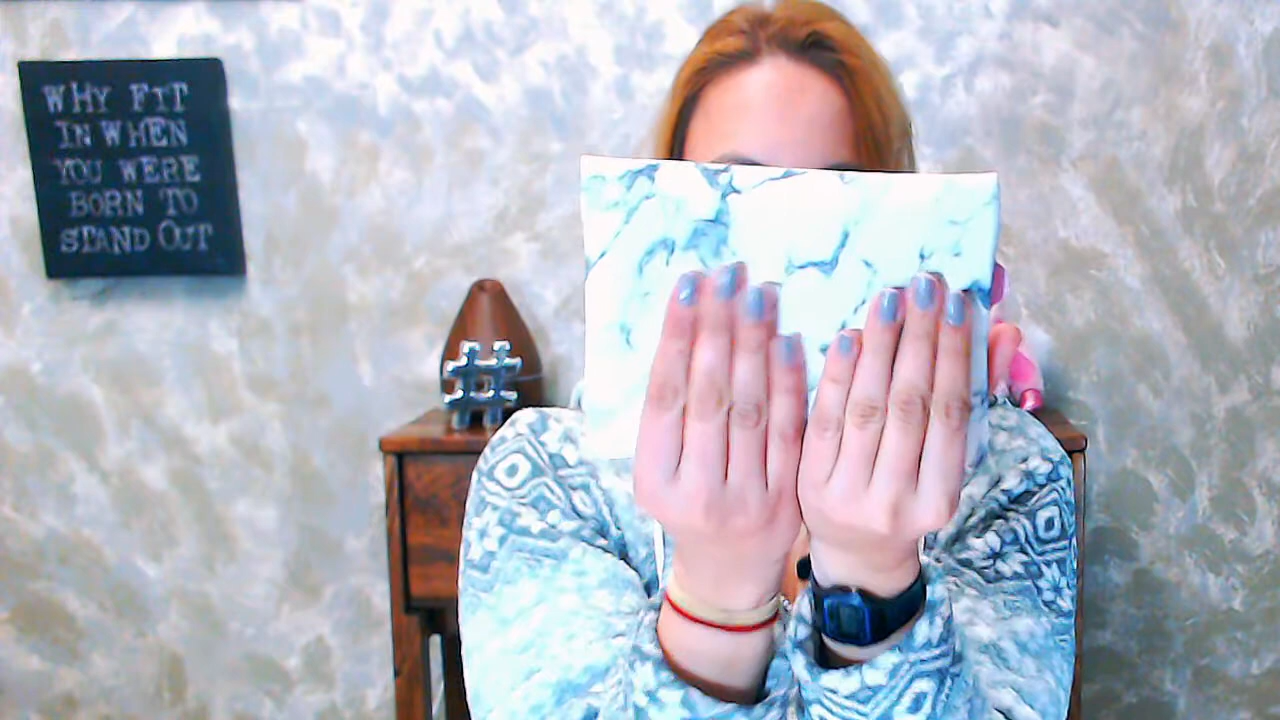 WHY FIT
IN WHEN
YOU WERE
BORN TO
STAND OUT
#